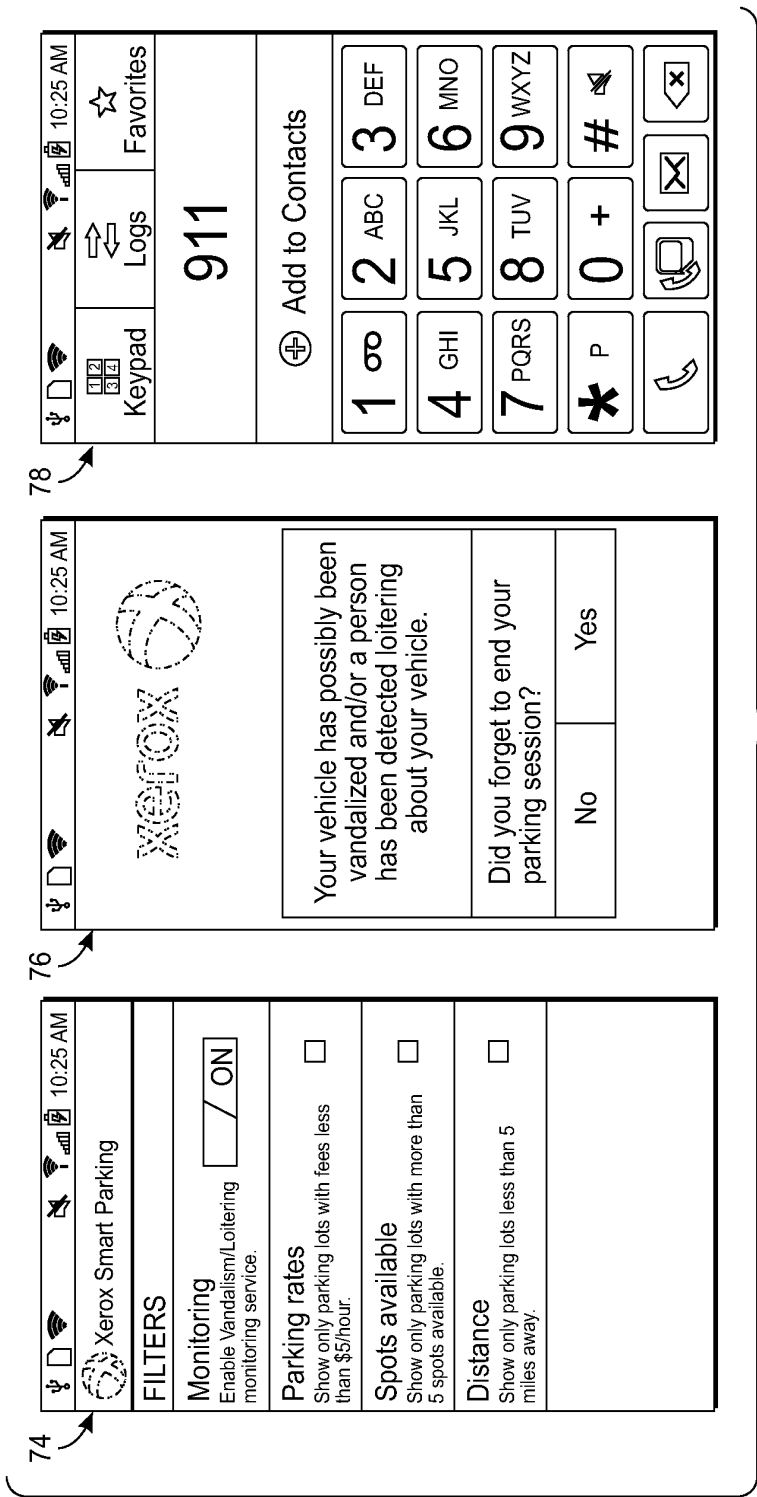 74
10:25 AM
Xerox Smart Parking
FILTERS
Monitoring
Enable Vandalism/Loitering
monitoring service.
ON
Parking rates
Show only parking lots with fees less
than $5/hour.
Spots available
Show only parking lots with more than
5 spots available.
Distance
Show only parking lots less than 5
miles away.
76
10:25 AM
xerox
Your vehicle has possibly been
vandalized and/or a person
has been detected loitering
about your vehicle.
Did you forget to end your
parking session?
No Yes
78
10:25 AM
1 2
3 4
Keypad Logs Favorites
911
Add to Contacts
1 2 ABC 3 DEF
4 GHI 5 JKL 6 MNO
7 PQRS 8 TUV 9 WXYZ
* P 0 + #